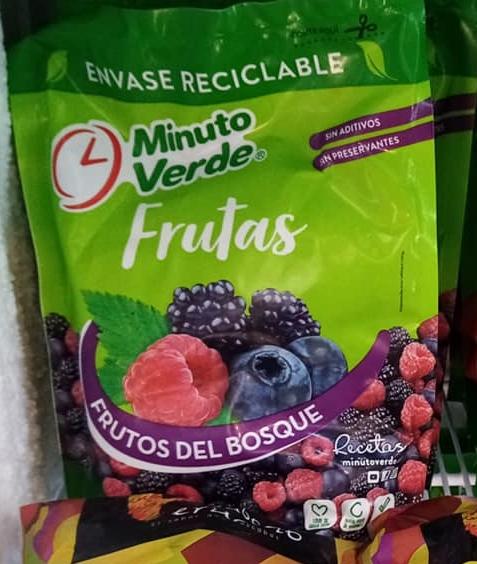 ENVASE RECICLABLE
Minuto
Verde®
SIN ADITIVOS
SIN PRESERVANTES
Frutas
FRUTOS DEL BOSQUE
Recetas
minutoverde